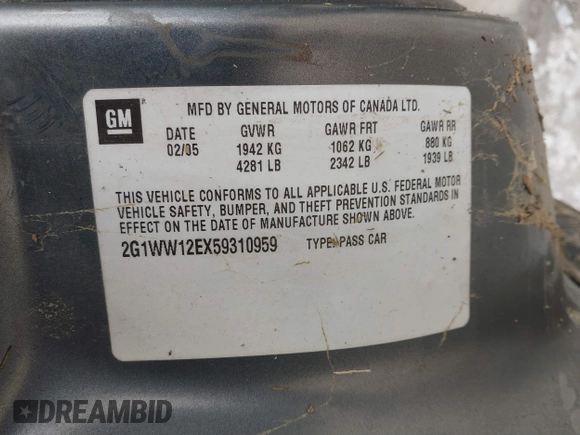 GM
MFD BY GENERAL MOTORS OF CANADA LTD.
DATE GVWR GAWR FRT GAWR RR
02/05 1942 KG 1062 KG 880 KG
4281 LB 2342 LB 1939 LB
THIS VEHICLE CONFORMS TO ALL APPLICABLE U.S. FEDERAL MOTOR
VEHICLE SAFETY, BUMPER, AND THEFT PREVENTION STANDARDS IN
EFFECT ON THE DATE OF MANUFACTURE SHOWN ABOVE.
2G1WW12EX59310959 TYPE: PASS CAR
DREAMBID